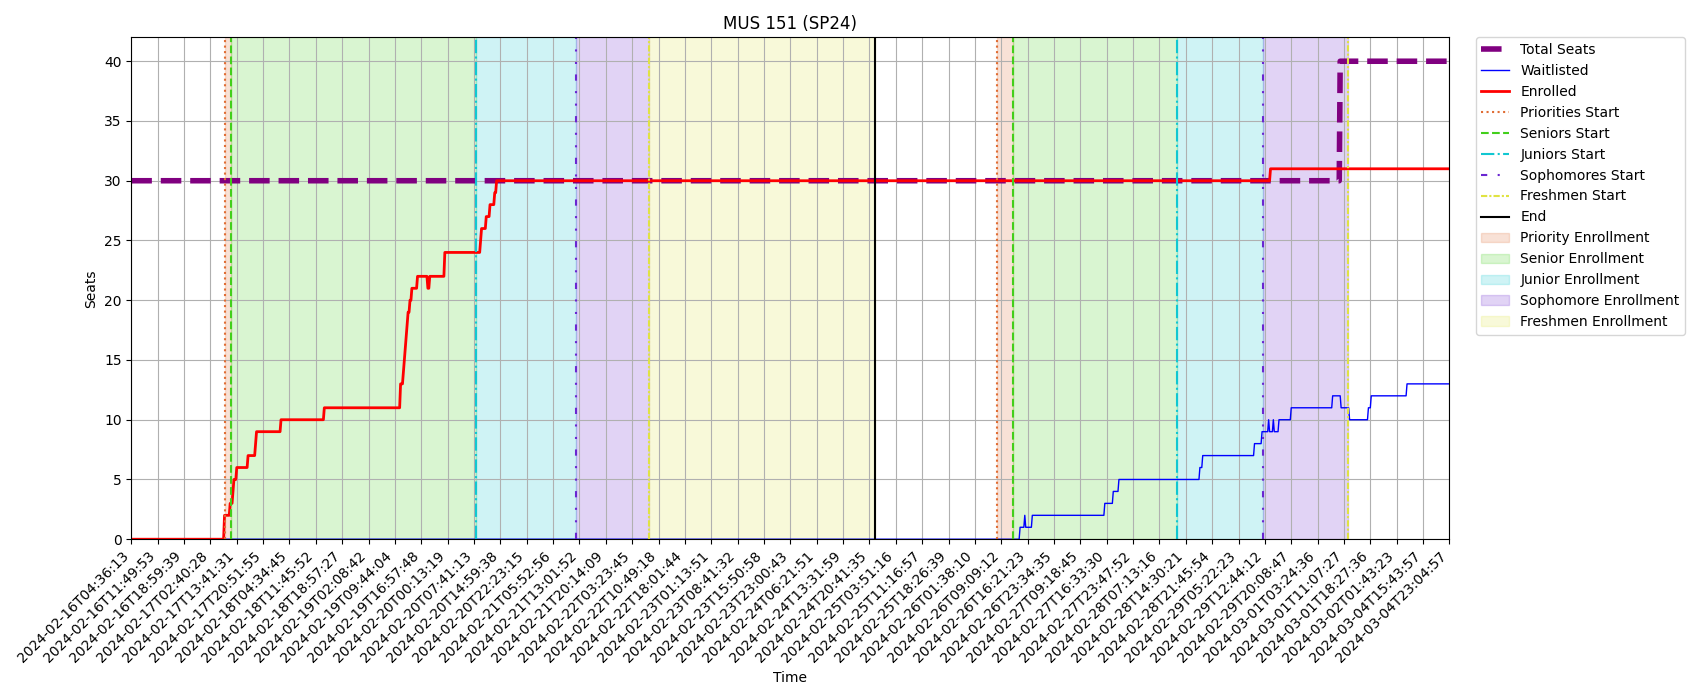 MUS 151 (SP24)
Seats
40
35
30
25
20
15
10
5
0
2024-02-16T04:36:13
2024-02-16T11:49:53
2024-02-16T18:59:39
2024-02-17T02:40:28
2024-02-17T13:41:31
2024-02-17T20:51:55
2024-02-18T04:34:45
2024-02-18T11:45:52
2024-02-18T18:57:27
2024-02-19T02:08:42
2024-02-19T09:44:04
2024-02-19T16:57:48
2024-02-20T00:13:19
2024-02-20T07:41:13
2024-02-20T14:59:38
2024-02-20T22:23:15
2024-02-21T05:52:56
2024-02-21T13:01:52
2024-02-21T20:14:09
2024-02-22T03:23:45
2024-02-22T10:49:18
2024-02-22T18:01:44
2024-02-23T01:13:51
2024-02-23T08:41:32
2024-02-23T15:50:58
2024-02-23T23:00:43
2024-02-24T06:21:51
2024-02-24T13:31:59
2024-02-24T20:41:35
2024-02-25T03:51:16
2024-02-25T11:16:57
2024-02-25T18:26:39
2024-02-26T01:38:10
2024-02-26T09:09:12
2024-02-26T16:21:23
2024-02-26T23:34:35
2024-02-27T09:18:45
2024-02-27T16:33:30
2024-02-27T23:47:52
2024-02-28T07:13:16
2024-02-28T14:30:21
2024-02-28T21:45:54
2024-02-29T05:22:23
2024-02-29T12:44:12
2024-02-29T20:08:47
2024-03-01T03:24:36
2024-03-01T11:07:27
2024-03-01T18:27:36
2024-03-02T01:43:23
2024-03-04T15:43:57
2024-03-04T23:04:57
Time
Total Seats
Waitlisted
Enrolled
Priorities Start
Seniors Start
Juniors Start
Sophomores Start
Freshmen Start
End
Priority Enrollment
Senior Enrollment
Junior Enrollment
Sophomore Enrollment
Freshmen Enrollment